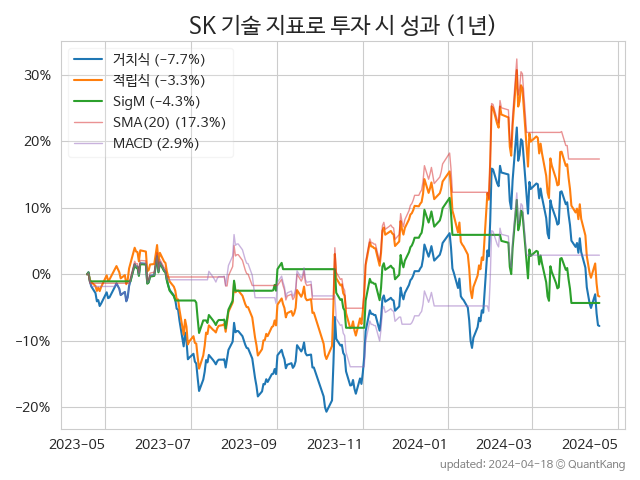 SK 기술 지표로 투자 시 성과 (1년)
거치식 (−7.7%)
적립식 (−3.3%)
SigM (−4.3%)
SMA(20) (17.3%)
MACD (2.9%)
30%
20%
10%
0%
−10%
−20%
2023-05 2023-07 2023-09 2023-11 2024-01 2024-03 2024-05
updated: 2024-04-18 @ QuantKang